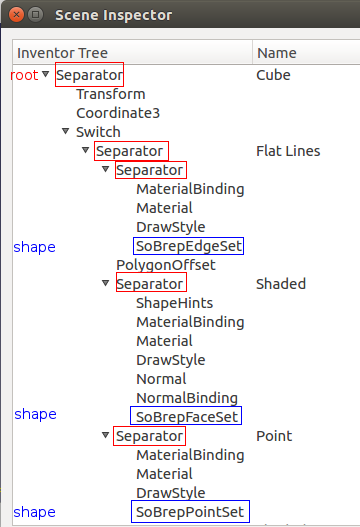 Scene Inspector
Inventor Tree Name
root Separator Cube
Transform
Coordinate3
Switch
Separator Flat Lines
Separator
MaterialBinding
Material
DrawStyle
shape SoBrepEdgeSet
PolygonOffset
Separator Shaded
ShapeHints
MaterialBinding
Material
DrawStyle
Normal
NormalBinding
shape SoBrepFaceSet
Separator Point
MaterialBinding
Material
DrawStyle
shape SoBrepPointSet